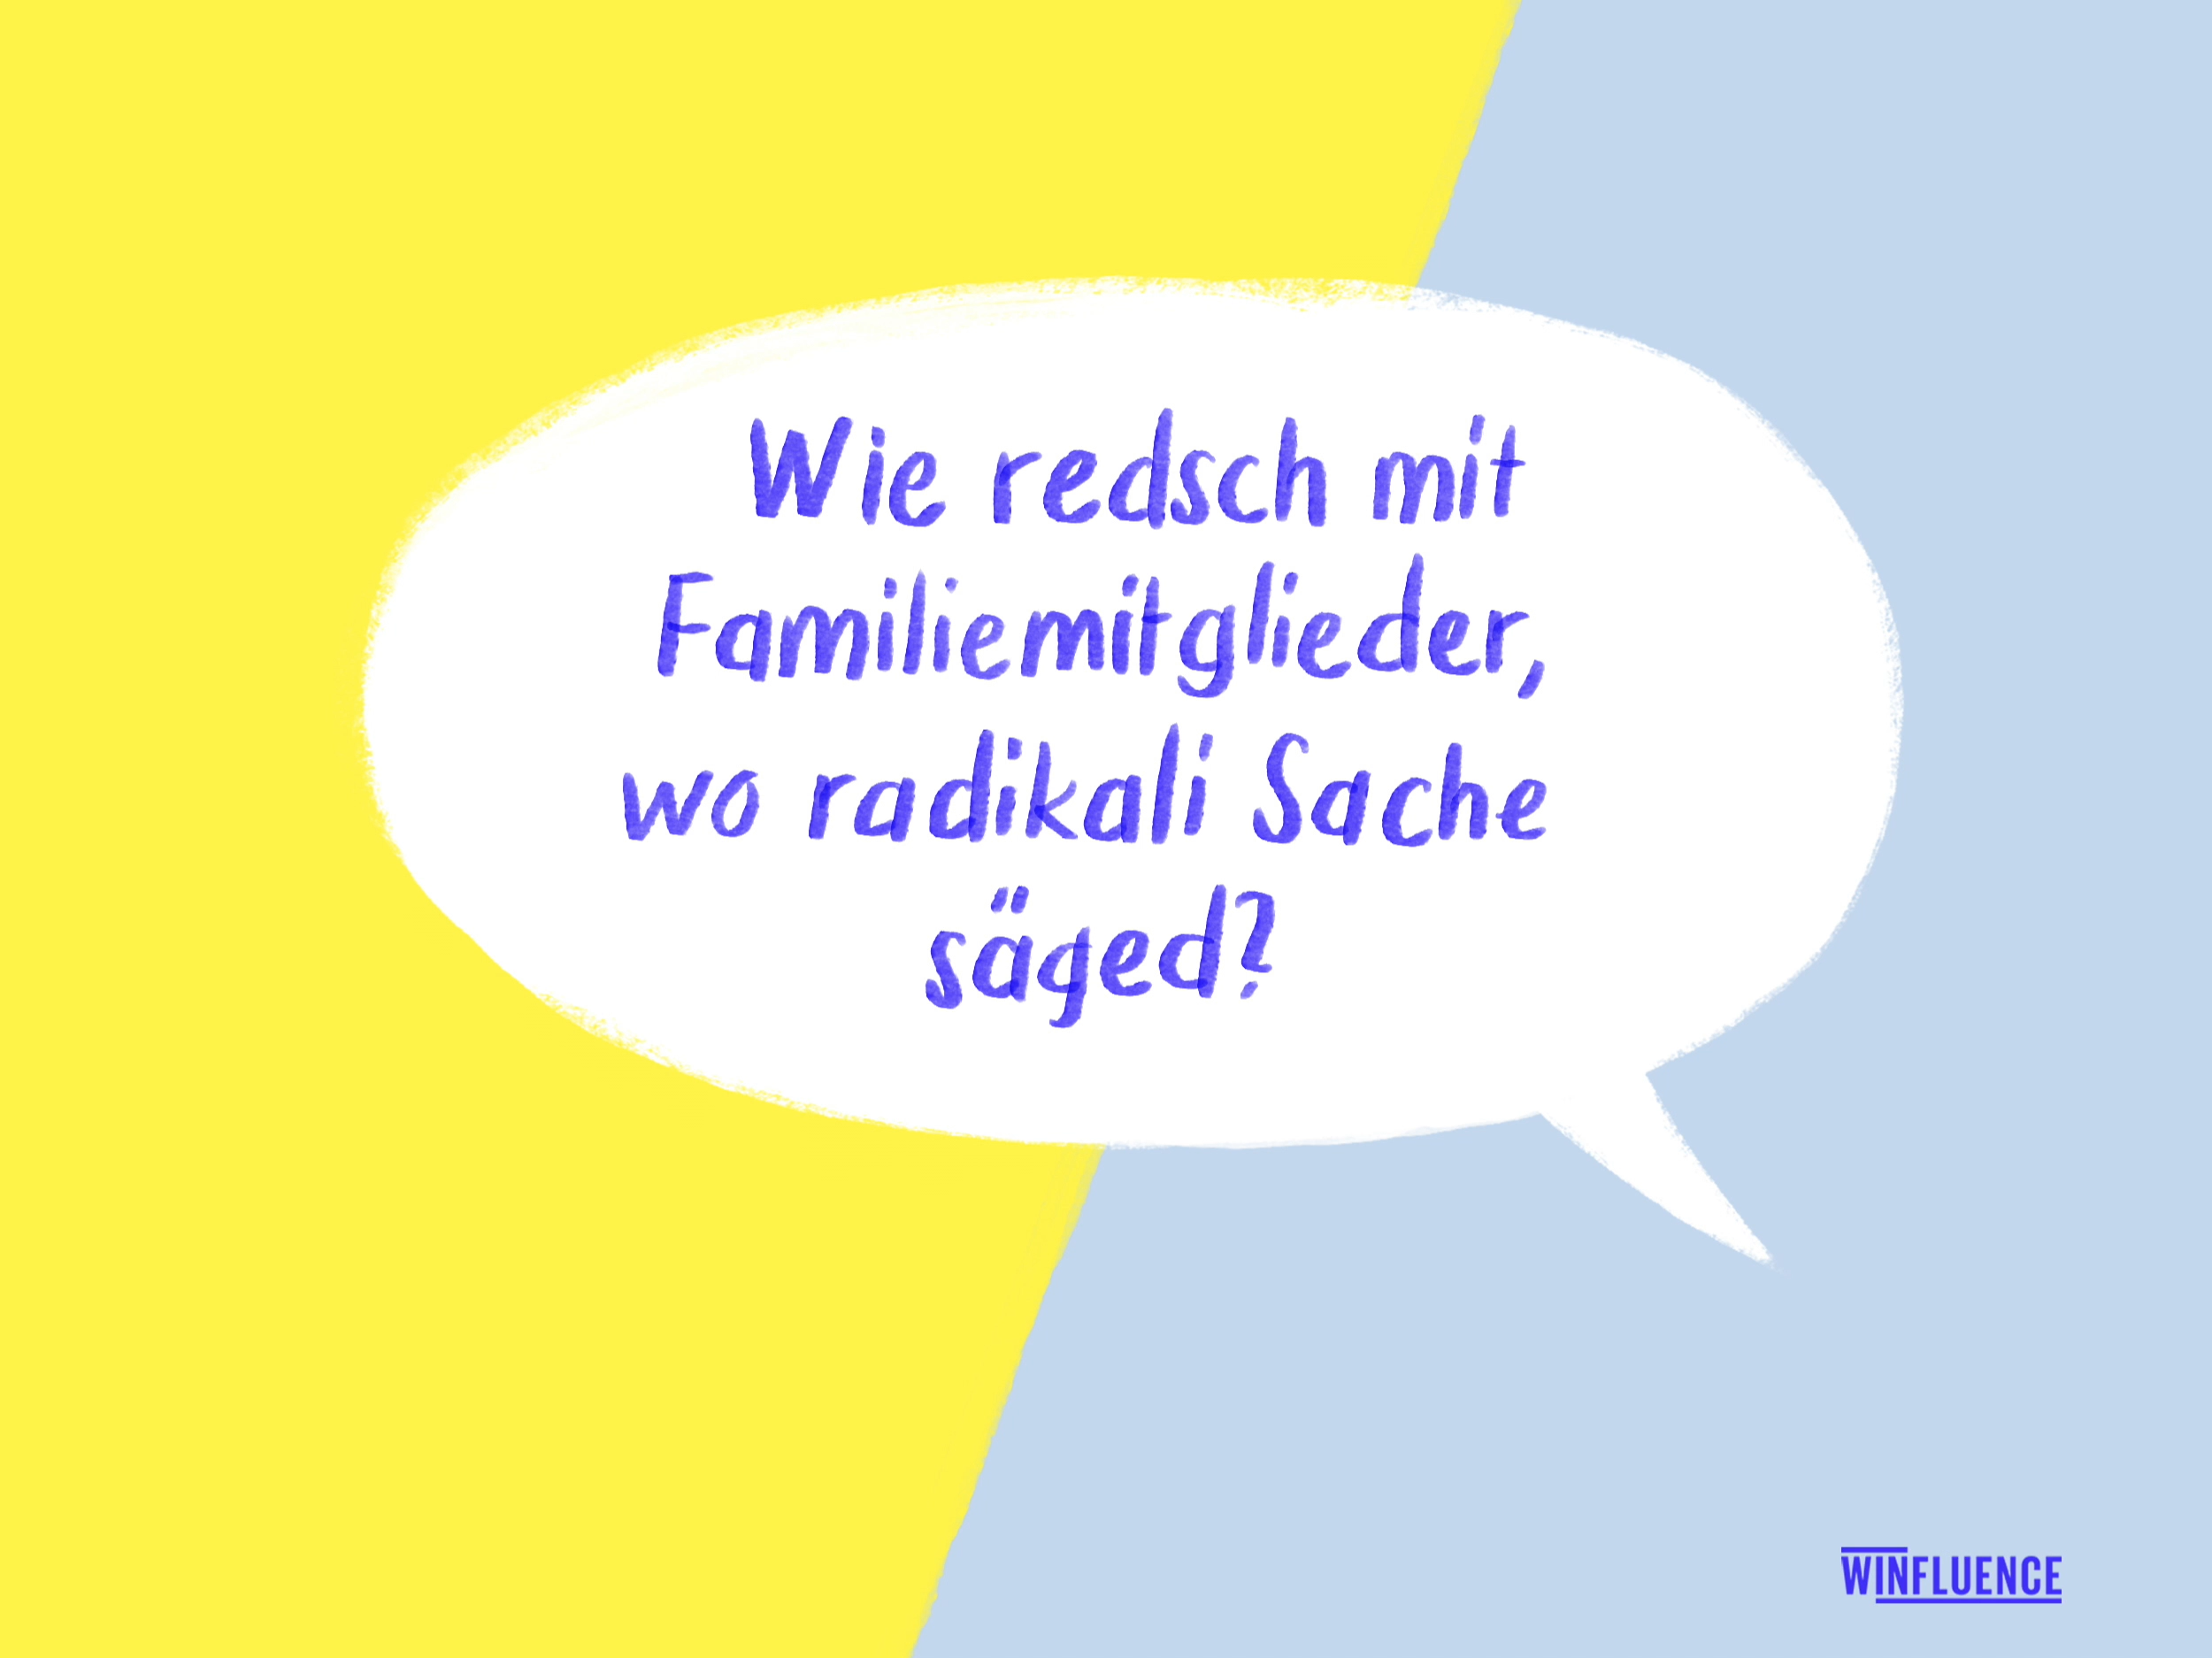 Wie redsch mit
Familiemitglieder,
wo radikali Sache
säged?
WINFLUENCE